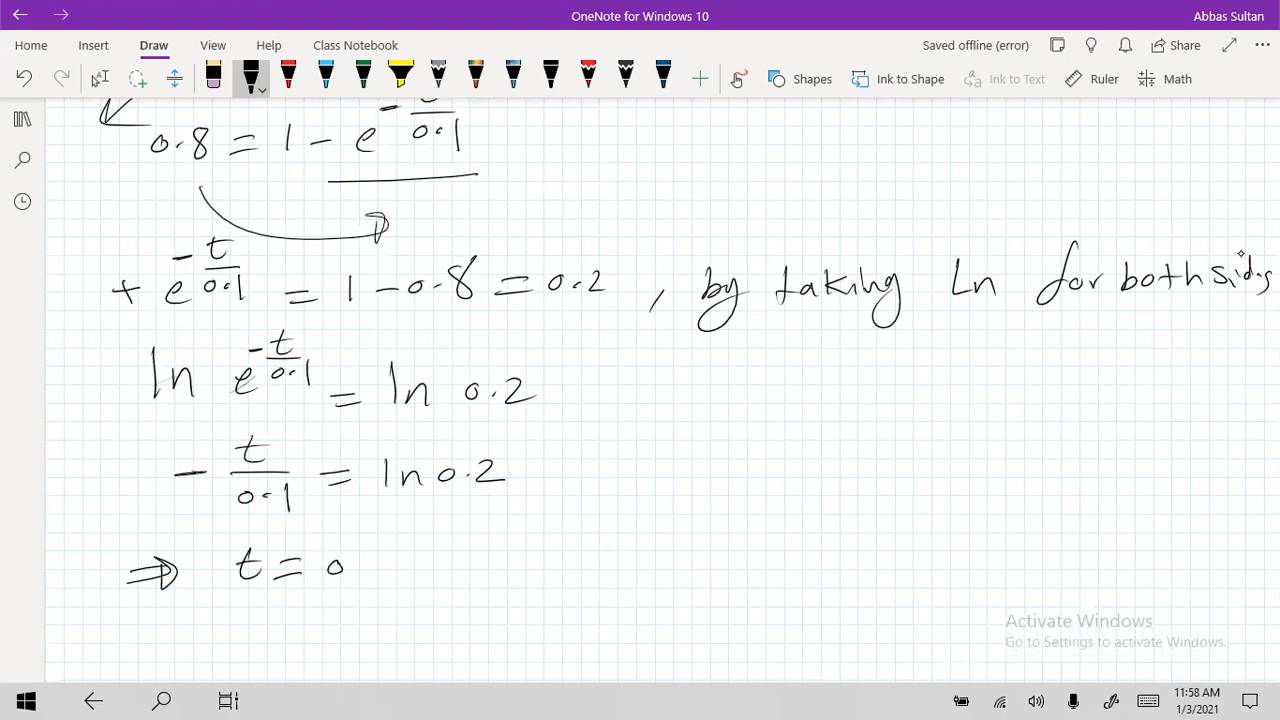 OneNote for Windows 10
Abbas Sultan
Home Insert Draw View Help Class Notebook
Saved offline (error) Share
Shapes Ink to Shape Ink to Text Ruler Math
0.8 = 1 - e^(-t/0.1)
+ e^(-t/0.1) = 1 - 0.8 = 0.2 , by taking Ln for both sides
ln e^(-t/0.1) = ln 0.2
- t/0.1 = ln 0.2
⇒ t = 0
Activate Windows
Go to Settings to activate Windows.
11:58 AM
1/3/2021